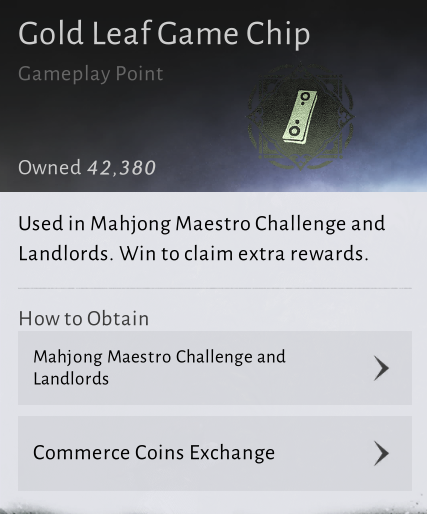 Gold Leaf Game Chip
Gameplay Point
Owned 42,380
Used in Mahjong Maestro Challenge and
Landlords. Win to claim extra rewards.
How to Obtain
Mahjong Maestro Challenge and
Landlords
Commerce Coins Exchange